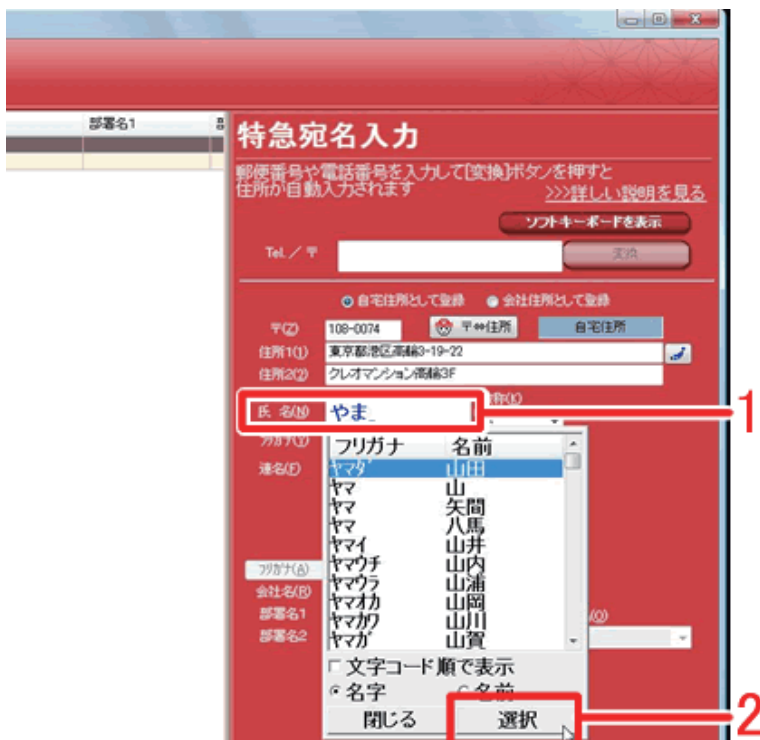 部署名1
特急宛名入力
郵便番号や電話番号を入力して[変換]ボタンを押すと
住所が自動入力されます
>>>詳しい説明を見る
ソフトキーボードを表示
Tel.／〒 変換
自宅住所として登録 会社住所として登録
〒(Z) 108-0074 〒⇔住所 自宅住所
住所1(1) 東京都港区高輪3-19-22
住所2(2) クレオマンション高輪3F
氏 名(N) やま 1
フリガナ(Y)
連名(F)
フリガナ 名前
ヤマダ 山田
ヤマ 山
ヤマ 矢間
ヤマ 八馬
ヤマイ 山井
ヤマウチ 山内
ヤマウラ 山浦
ヤマオカ 山岡
ヤマカワ 山川
ヤマガ 山賀
フリガナ(A)
会社名(R)
部署名1 (O)
部署名2
文字コード順で表示
名字 名前
閉じる 選択 2